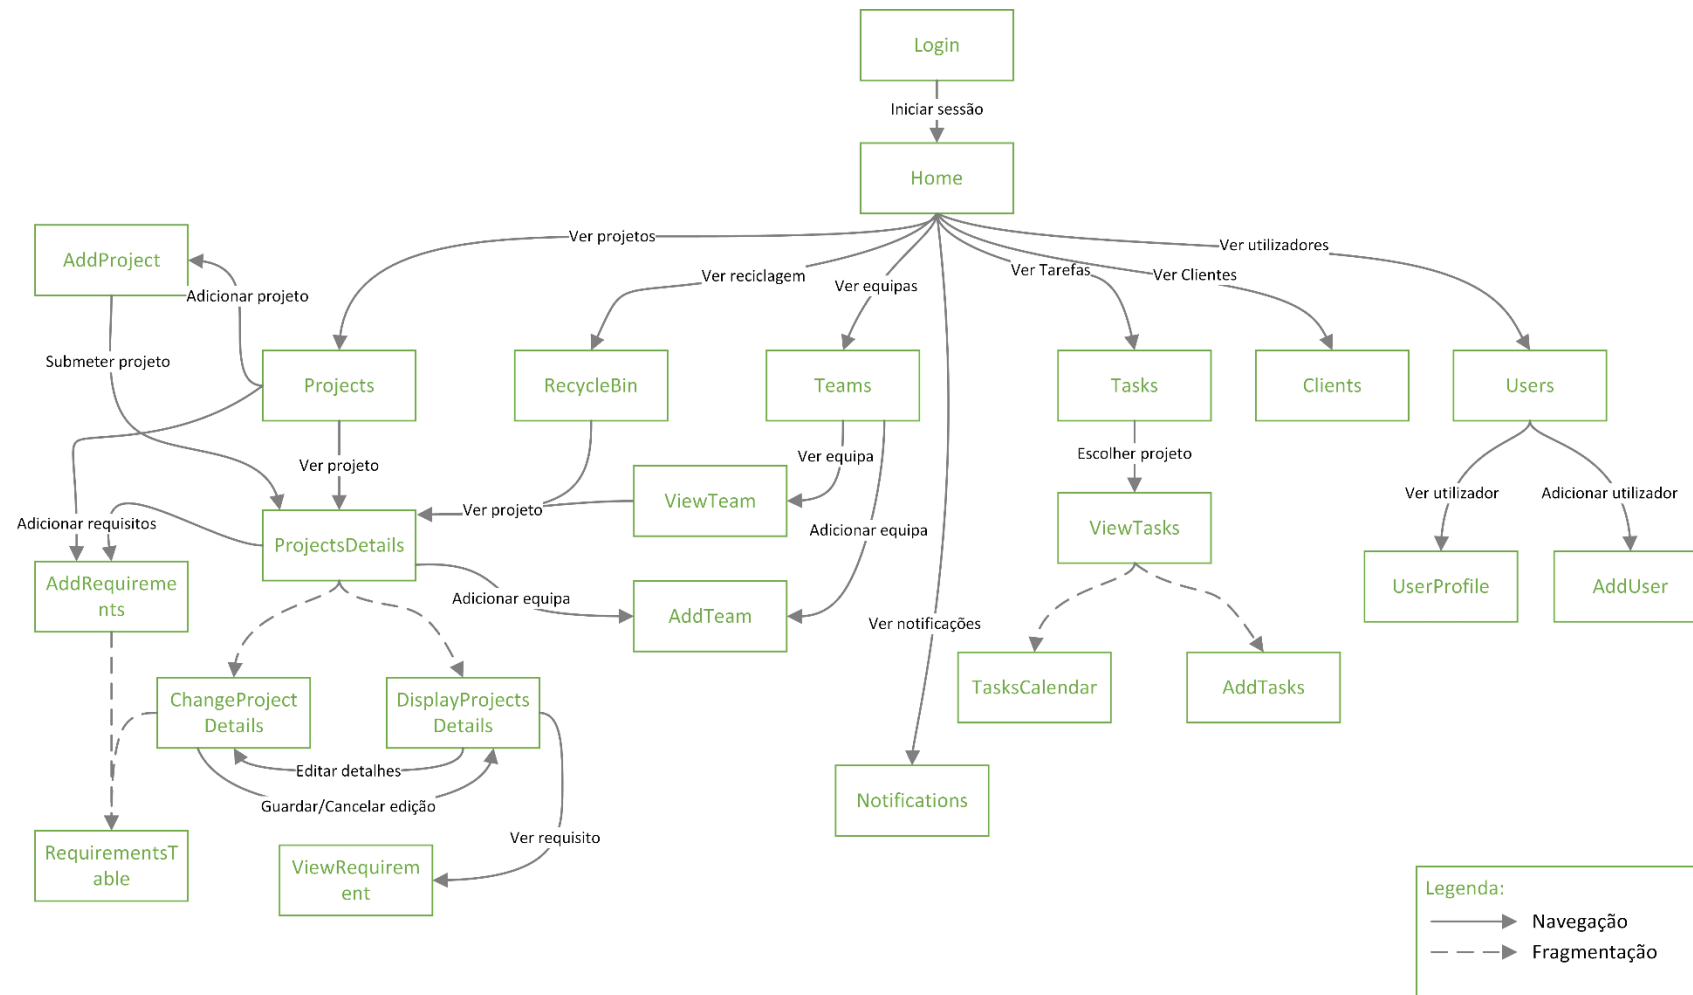 Login
Iniciar sessão
Home
Ver projetos
Ver utilizadores
AddProject
Ver reciclagem
Ver Tarefas
Ver Clientes
Ver equipas
Adicionar projeto
Submeter projeto
Projects
RecycleBin
Teams
Tasks
Clients
Users
Ver projeto
Ver equipa
Escolher projeto
ViewTeam
Ver utilizador
Adicionar utilizador
Ver projeto
Adicionar requisitos
Adicionar equipa
ViewTasks
ProjectsDetails
AddRequireme
nts
Adicionar equipa
AddTeam
UserProfile
AddUser
Ver notificações
ChangeProject
Details
DisplayProjects
Details
TasksCalendar
AddTasks
Editar detalhes
Guardar/Cancelar edição
Notifications
Ver requisito
RequirementsT
able
ViewRequirem
ent
Legenda:
Navegação
Fragmentação